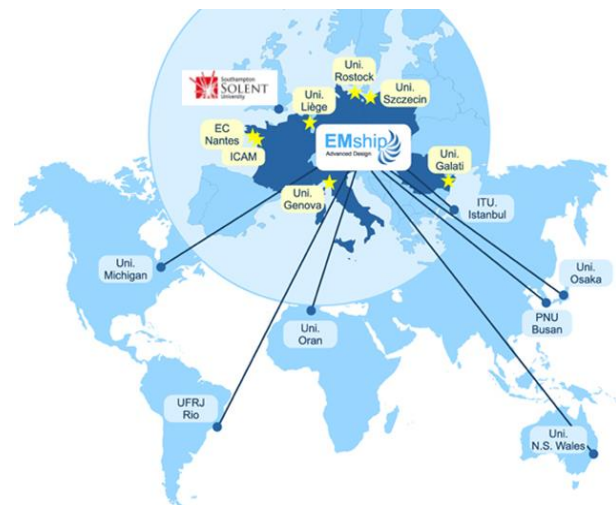 Southampton
SOLENT
University
Uni.
Rostock
Uni.
Szczecin
Uni.
Liège
EC
Nantes
ICAM
EMship
Advanced Design
Uni.
Galati
Uni.
Genova
ITU.
Istanbul
Uni.
Michigan
Uni.
Osaka
PNU
Busan
Uni.
Oran
UFRJ
Rio
Uni.
N.S. Wales